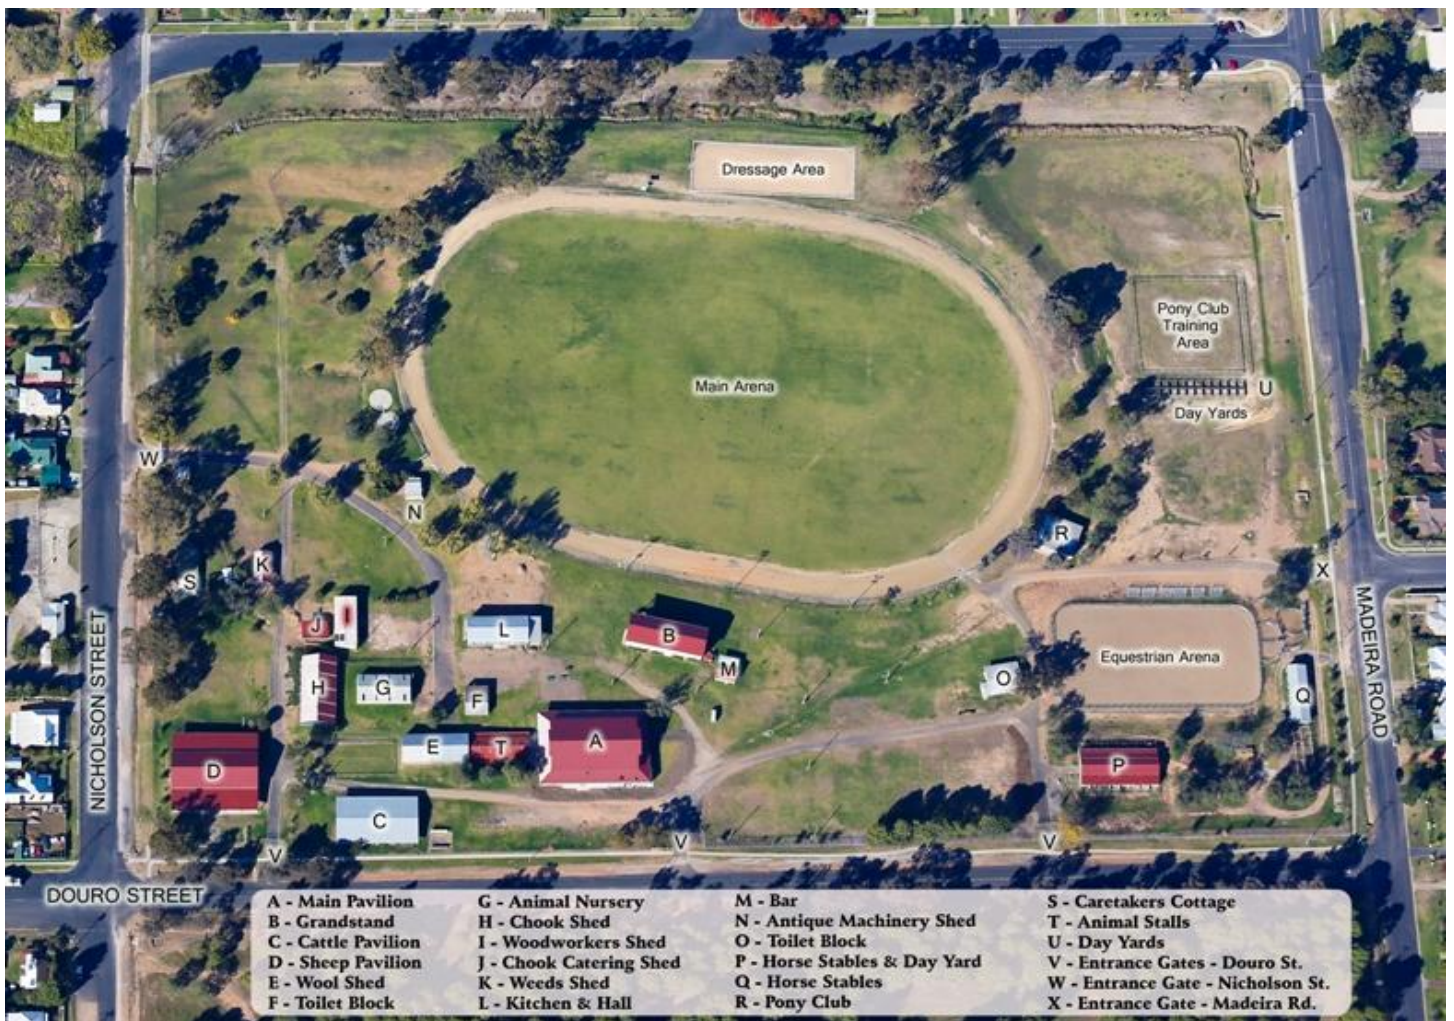 Dressage Area
Pony Club
Training
Area
Main Arena
U
Day Yards
W
N
R
S
K
X
J
I
L
B
M
Equestrian Arena
O
H
G
F
Q
E
T
A
D
P
C
V
V
V
NICHOLSON STREET
MADEIRA ROAD
DOURO STREET
A - Main Pavilion
B - Grandstand
C - Cattle Pavilion
D - Sheep Pavilion
E - Wool Shed
F - Toilet Block
G - Animal Nursery
H - Chook Shed
I - Woodworkers Shed
J - Chook Catering Shed
K - Weeds Shed
L - Kitchen & Hall
M - Bar
N - Antique Machinery Shed
O - Toilet Block
P - Horse Stables & Day Yard
Q - Horse Stables
R - Pony Club
S - Caretakers Cottage
T - Animal Stalls
U - Day Yards
V - Entrance Gates - Douro St.
W - Entrance Gate - Nicholson St.
X - Entrance Gate - Madeira Rd.